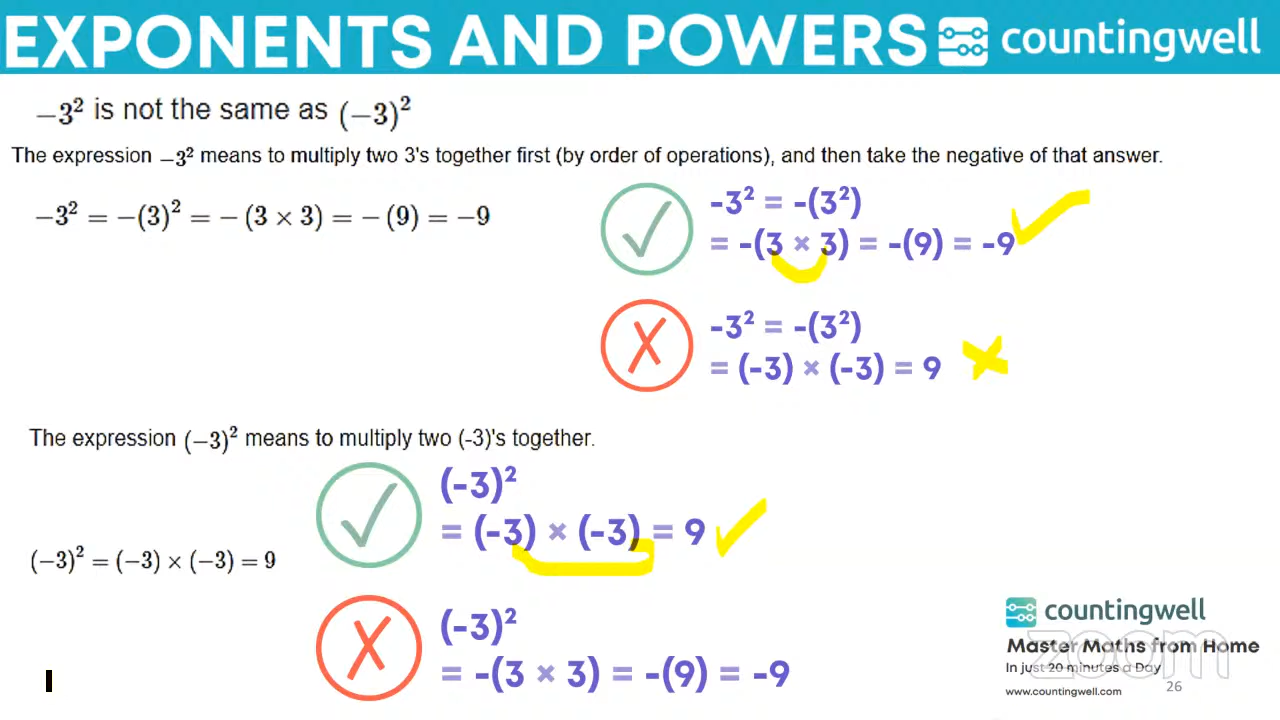 EXPONENTS AND POWERS countingwell
−3² is not the same as (−3)²
The expression −3² means to multiply two 3's together first (by order of operations), and then take the negative of that answer.
−3² = −(3)² = − (3 × 3) = − (9) = −9
-3² = -(3²)
= -(3 × 3) = -(9) = -9
-3² = -(3²)
= (-3) × (-3) = 9
The expression (−3)² means to multiply two (-3)'s together.
(-3)²
= (-3) × (-3) = 9
(−3)² = (−3) × (−3) = 9
(-3)²
= -(3 × 3) = -(9) = -9
countingwell
Master Maths from Home
zoom
In just 20 minutes a Day
www.countingwell.com
26